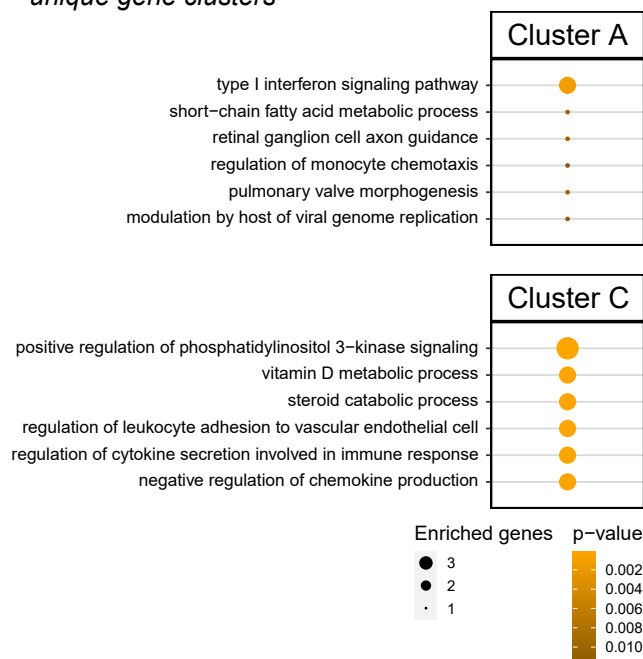 unique gene clusters
Cluster A
type I interferon signaling pathway
short−chain fatty acid metabolic process
retinal ganglion cell axon guidance
regulation of monocyte chemotaxis
pulmonary valve morphogenesis
modulation by host of viral genome replication
Cluster C
positive regulation of phosphatidylinositol 3−kinase signaling
vitamin D metabolic process
steroid catabolic process
regulation of leukocyte adhesion to vascular endothelial cell
regulation of cytokine secretion involved in immune response
negative regulation of chemokine production
Enriched genes
3
2
1
p−value
0.002
0.004
0.006
0.008
0.010